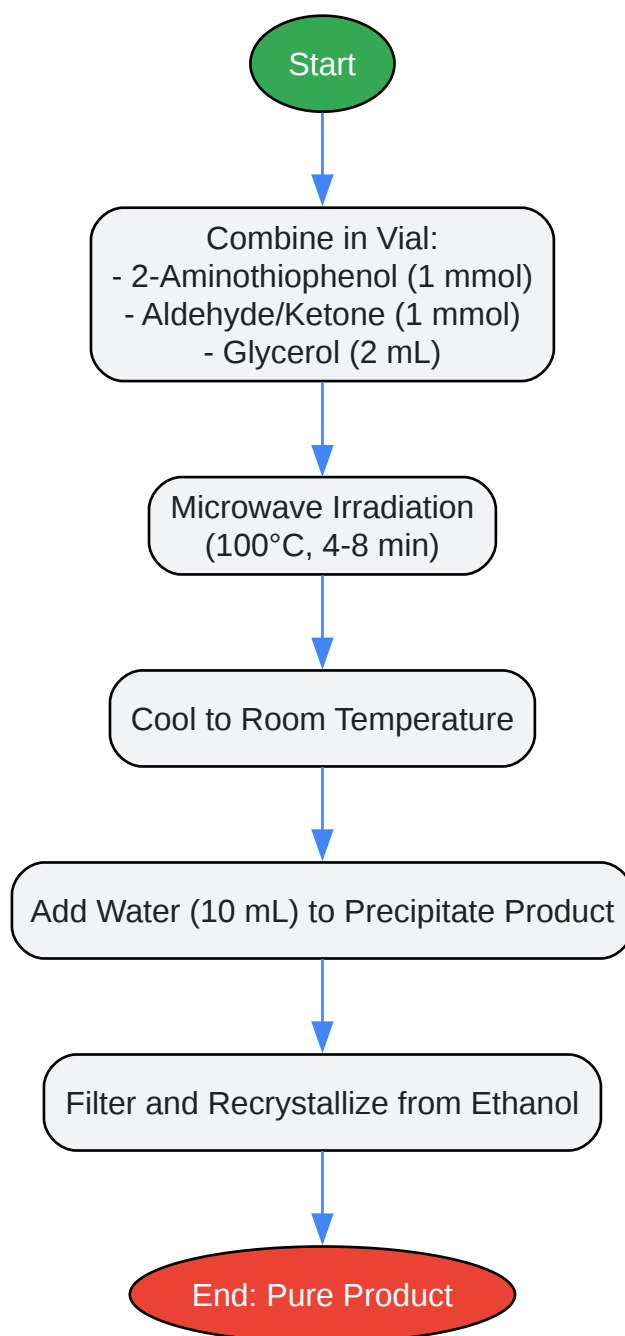 Start
Combine in Vial:
- 2-Aminothiophenol (1 mmol)
- Aldehyde/Ketone (1 mmol)
- Glycerol (2 mL)
Microwave Irradiation
(100°C, 4-8 min)
Cool to Room Temperature
Add Water (10 mL) to Precipitate Product
Filter and Recrystallize from Ethanol
End: Pure Product